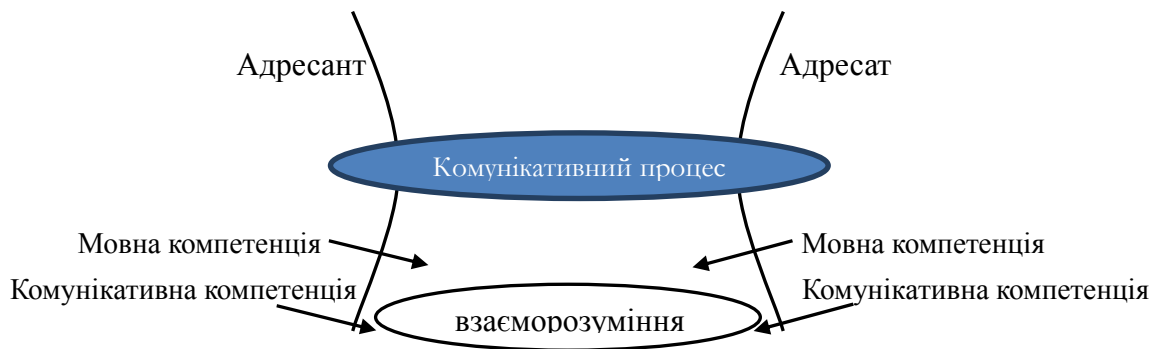 Адресант
Адресат
Комунікативний процес
Мовна компетенція
Мовна компетенція
Комунікативна компетенція
Комунікативна компетенція
взаєморозуміння